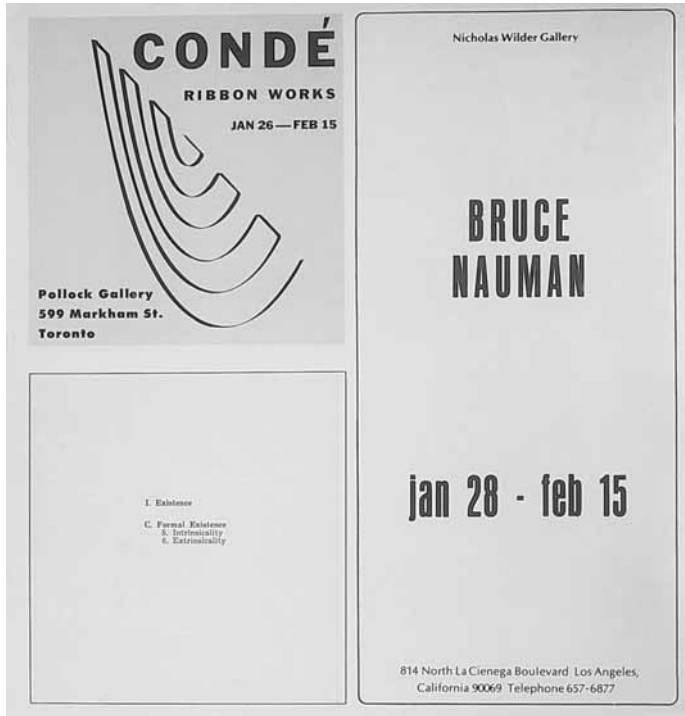 CONDÉ
RIBBON WORKS
JAN 26—FEB 15
Pollock Gallery
599 Markham St.
Toronto
I. Existence
C. Formal Existence
5. Intrinsicality
6. Extrinsicality
Nicholas Wilder Gallery
BRUCE
NAUMAN
jan 28 - feb 15
814 North La Cienega Boulevard Los Angeles,
California 90069 Telephone 657-6877